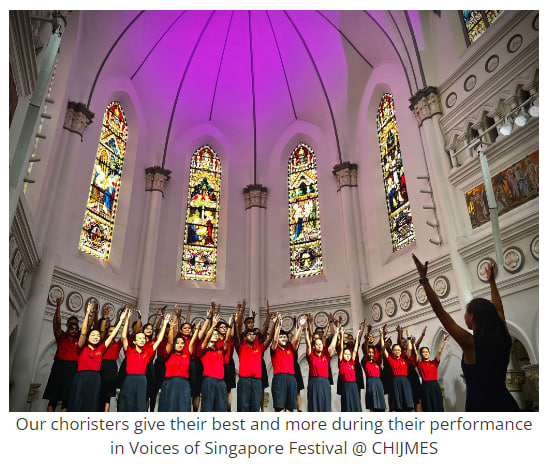 Our choristers give their best and more during their performance
in Voices of Singapore Festival @ CHIJMES